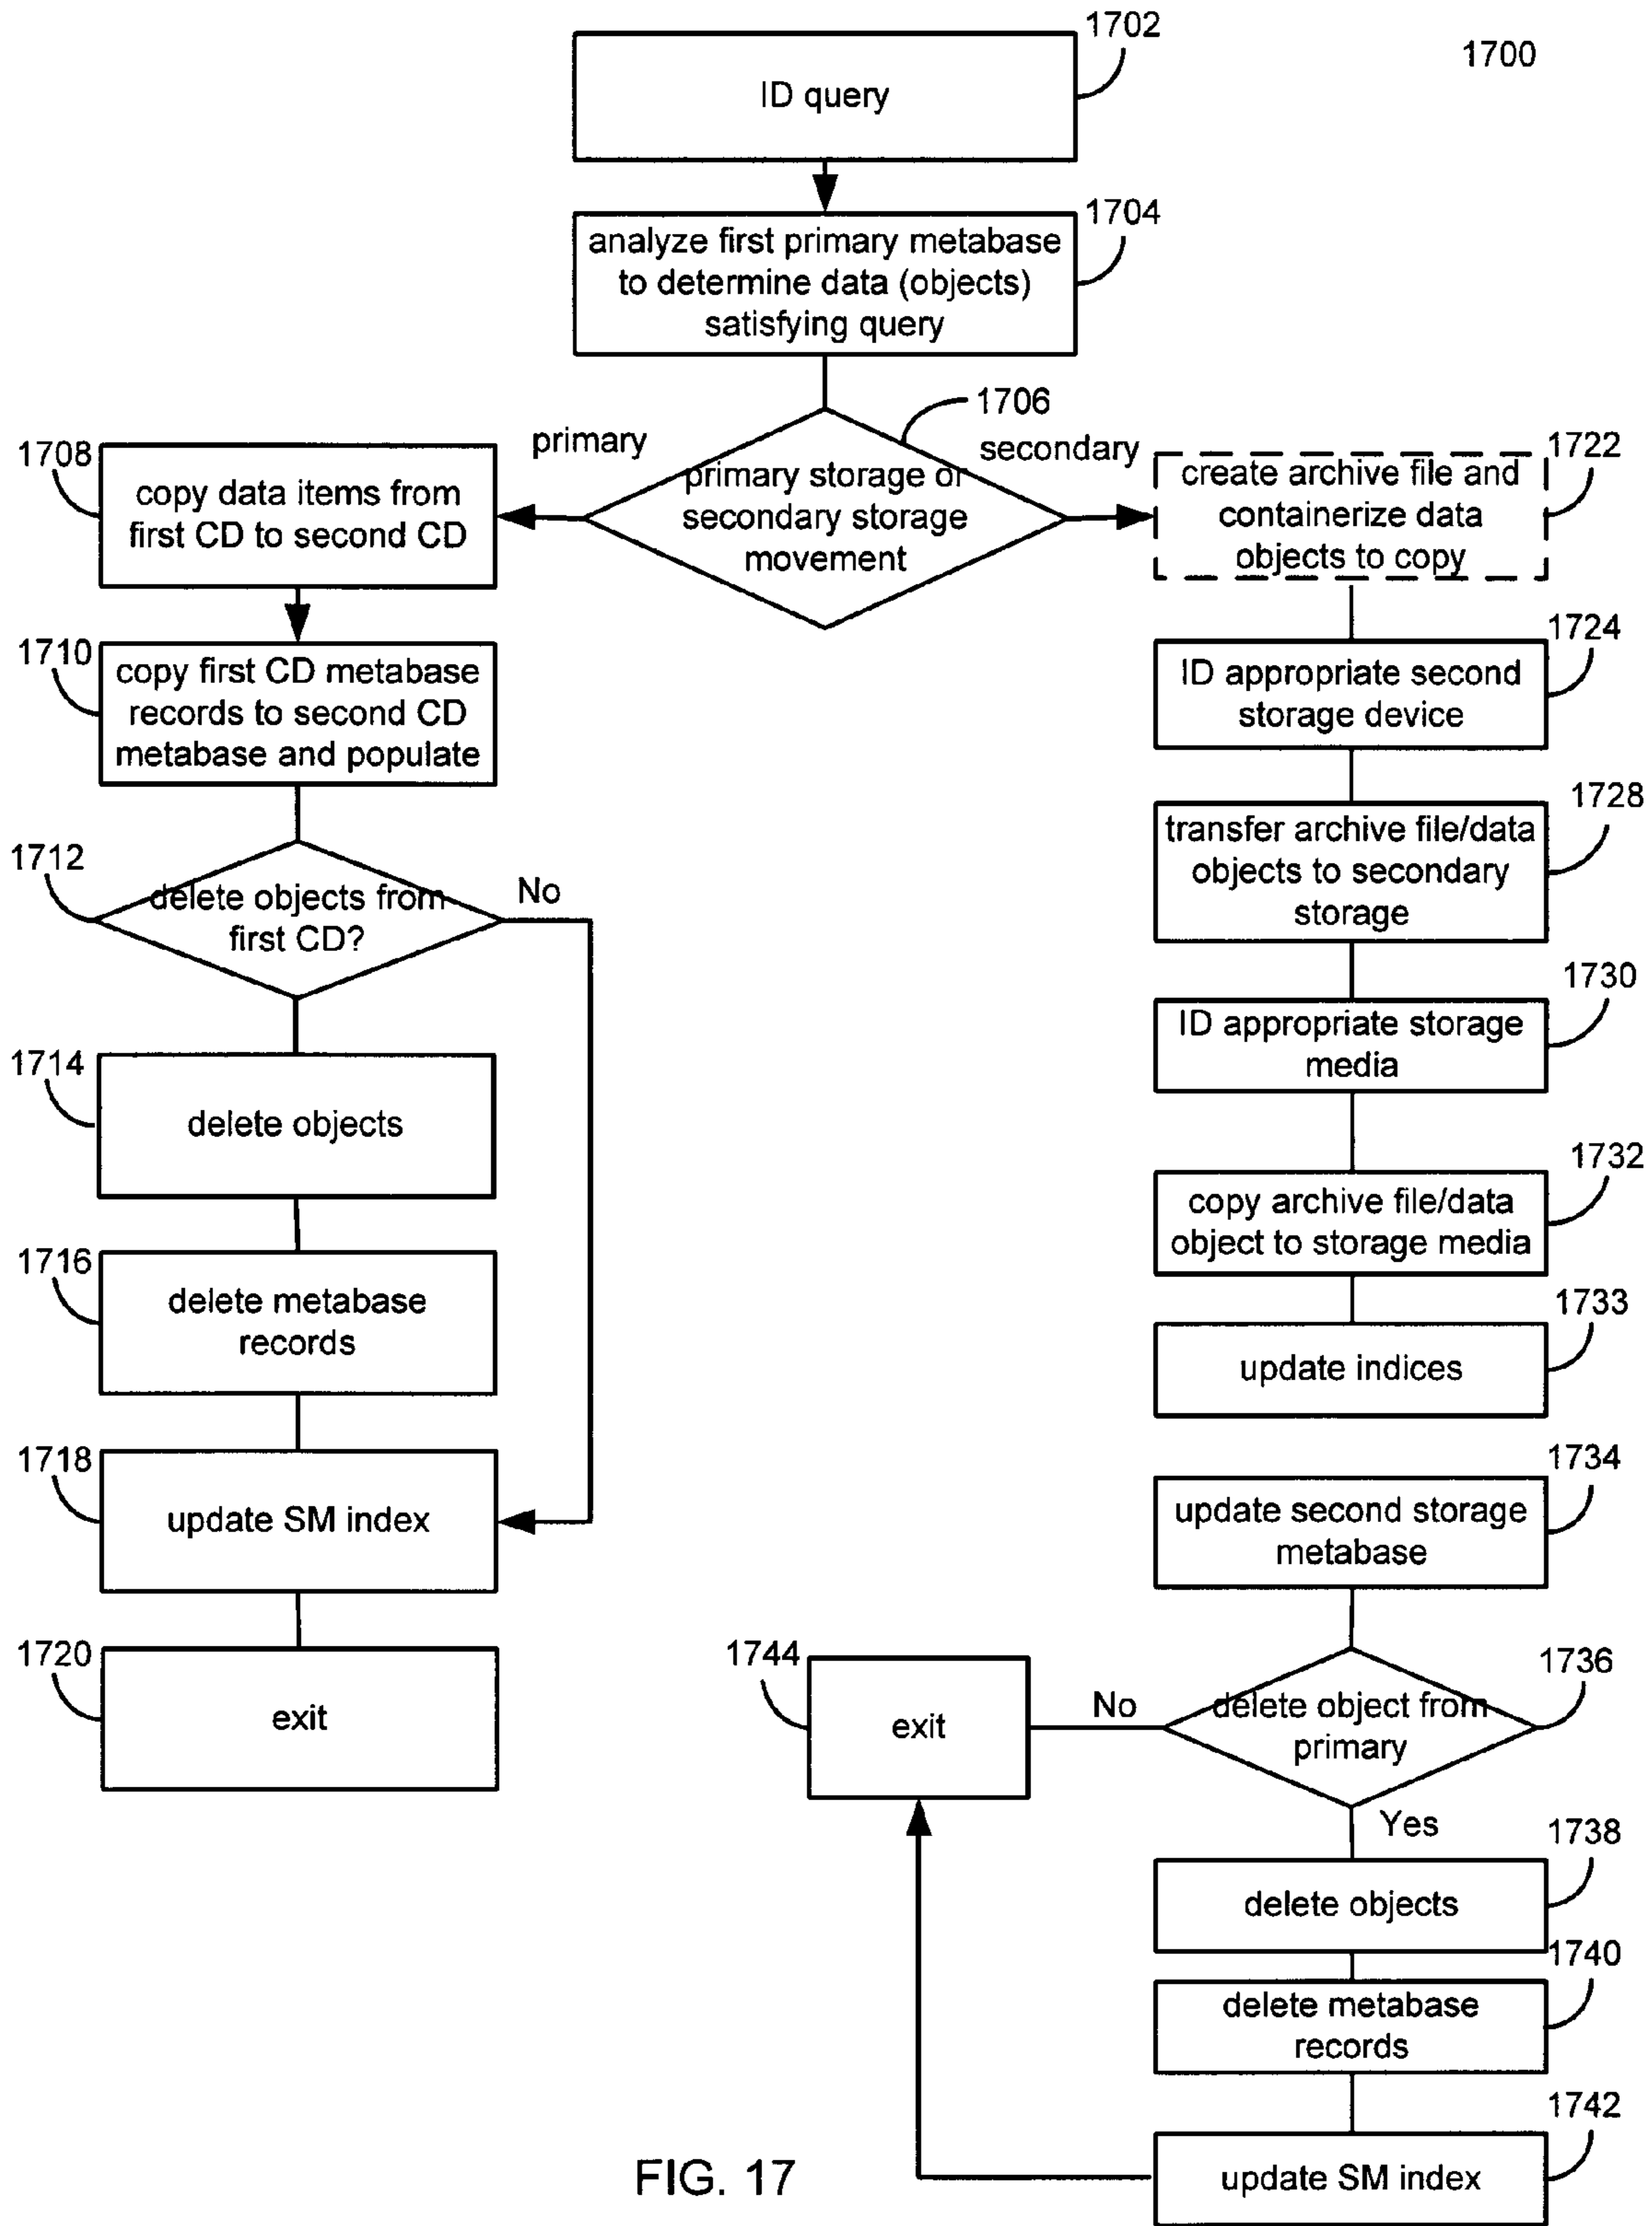 1700
1702
ID query
1704
analyze first primary metabase
to determine data (objects)
satisfying query
1706
primary storage or
secondary storage
movement
primary
secondary
1708
copy data items from
first CD to second CD
1710
copy first CD metabase
records to second CD
metabase and populate
1712
delete objects from
first CD?
No
1714
delete objects
1716
delete metabase
records
1718
update SM index
1720
exit
1722
create archive file and
containerize data
objects to copy
1724
ID appropriate second
storage device
1728
transfer archive file/data
objects to secondary
storage
1730
ID appropriate storage
media
1732
copy archive file/data
object to storage media
1733
update indices
1734
update second storage
metabase
1736
delete object from
primary
No
1744
exit
Yes
1738
delete objects
1740
delete metabase
records
1742
update SM index
FIG. 17